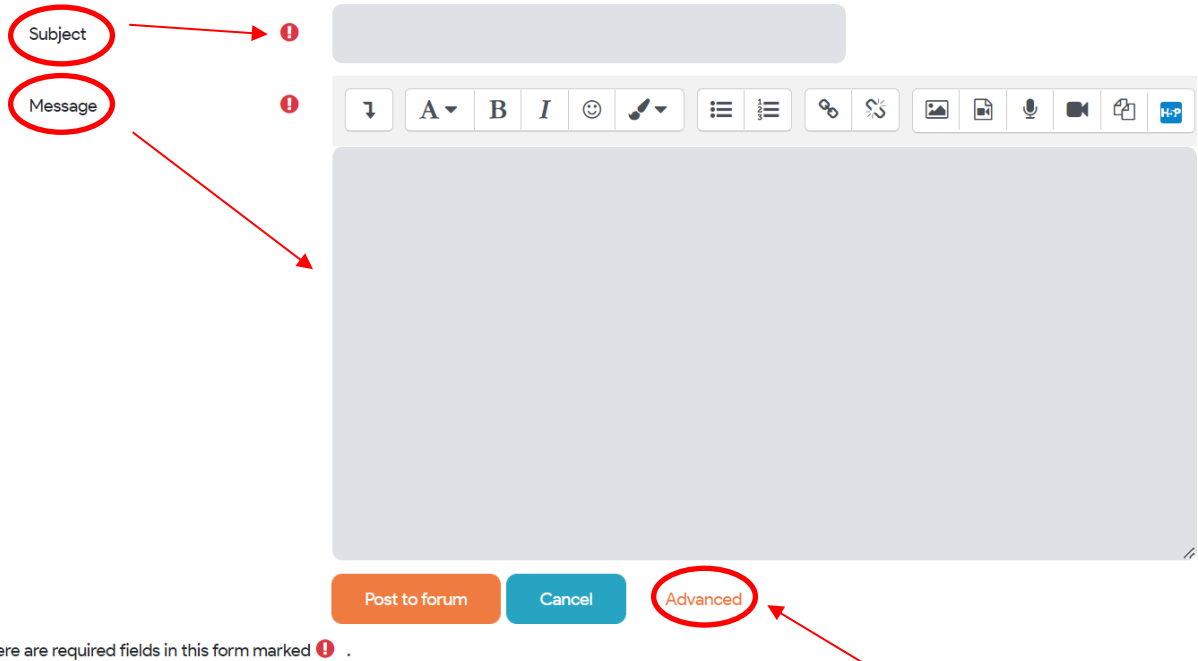 Subject
Message
A B I H-P
Post to forum Cancel Advanced
ere are required fields in this form marked .